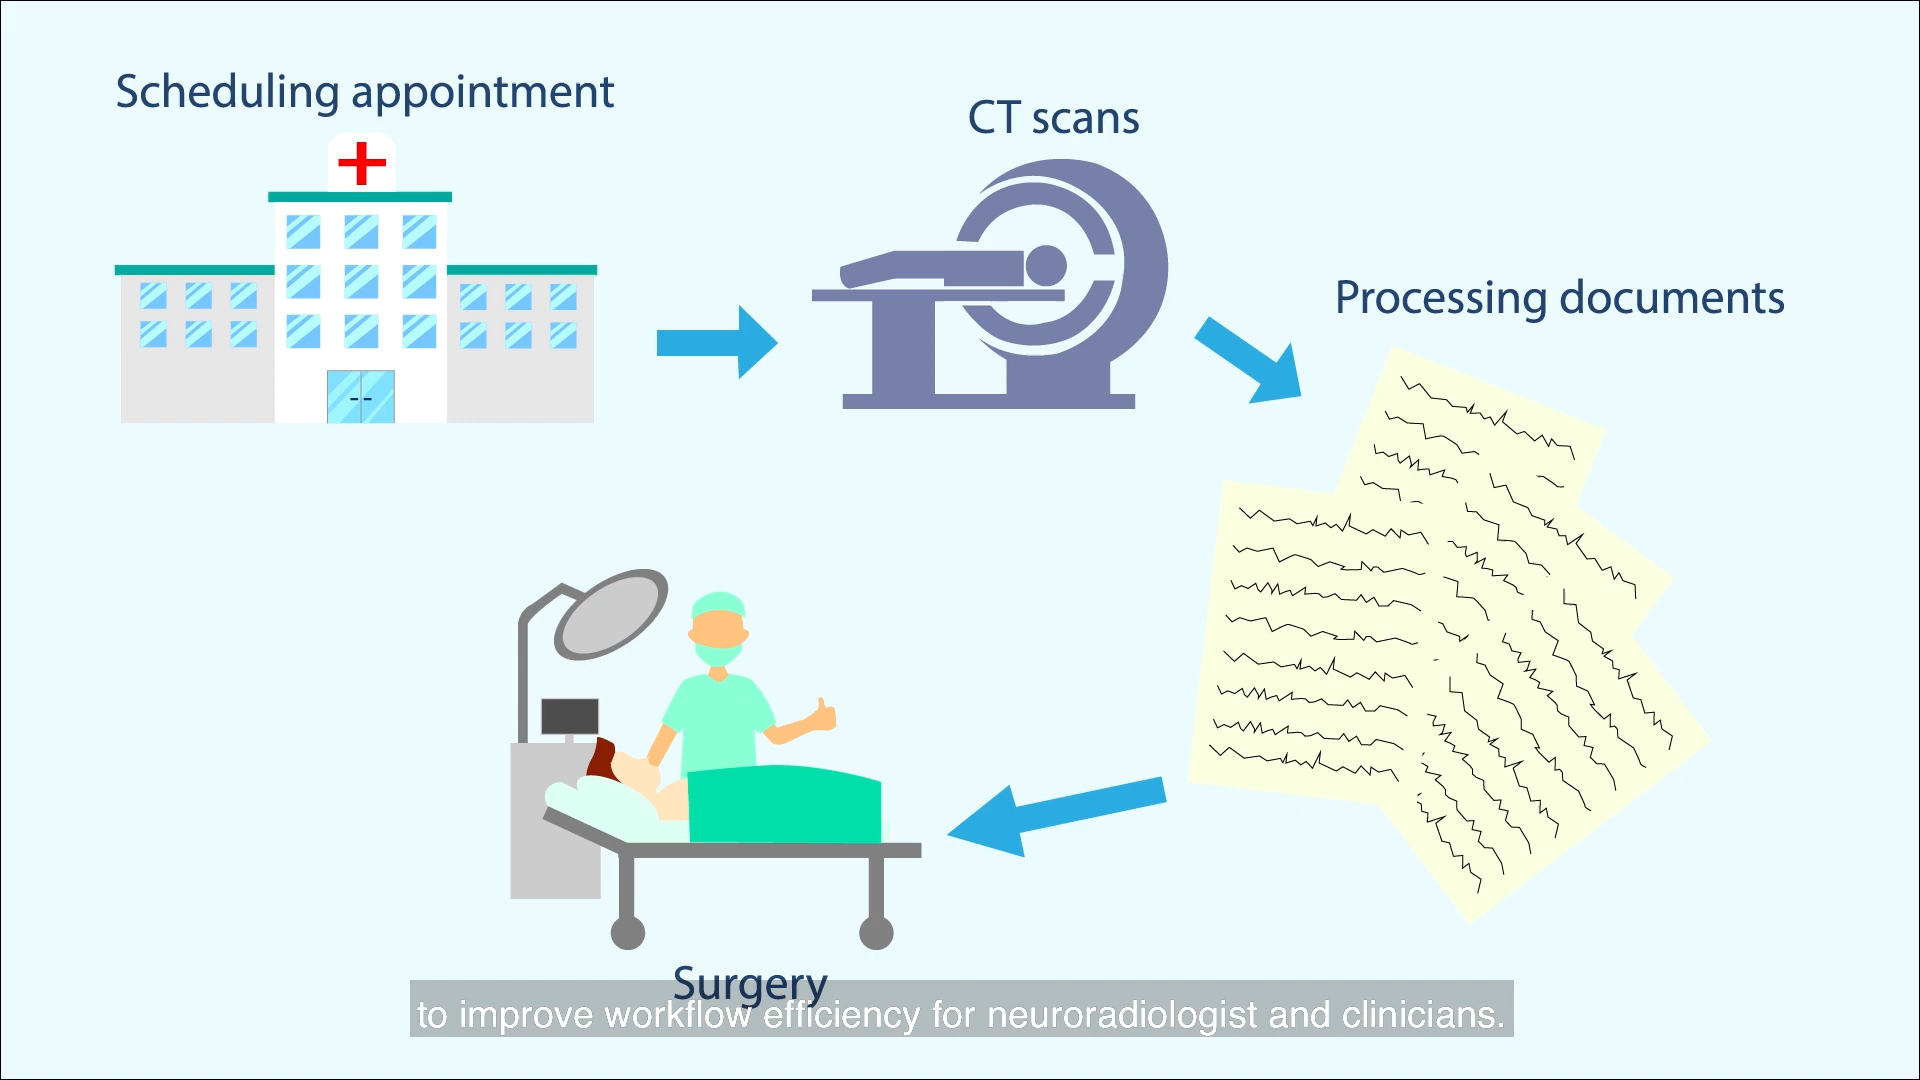 Scheduling appointment
CT scans
Processing documents
Surgery
to improve workflow efficiency for neuroradiologist and clinicians.